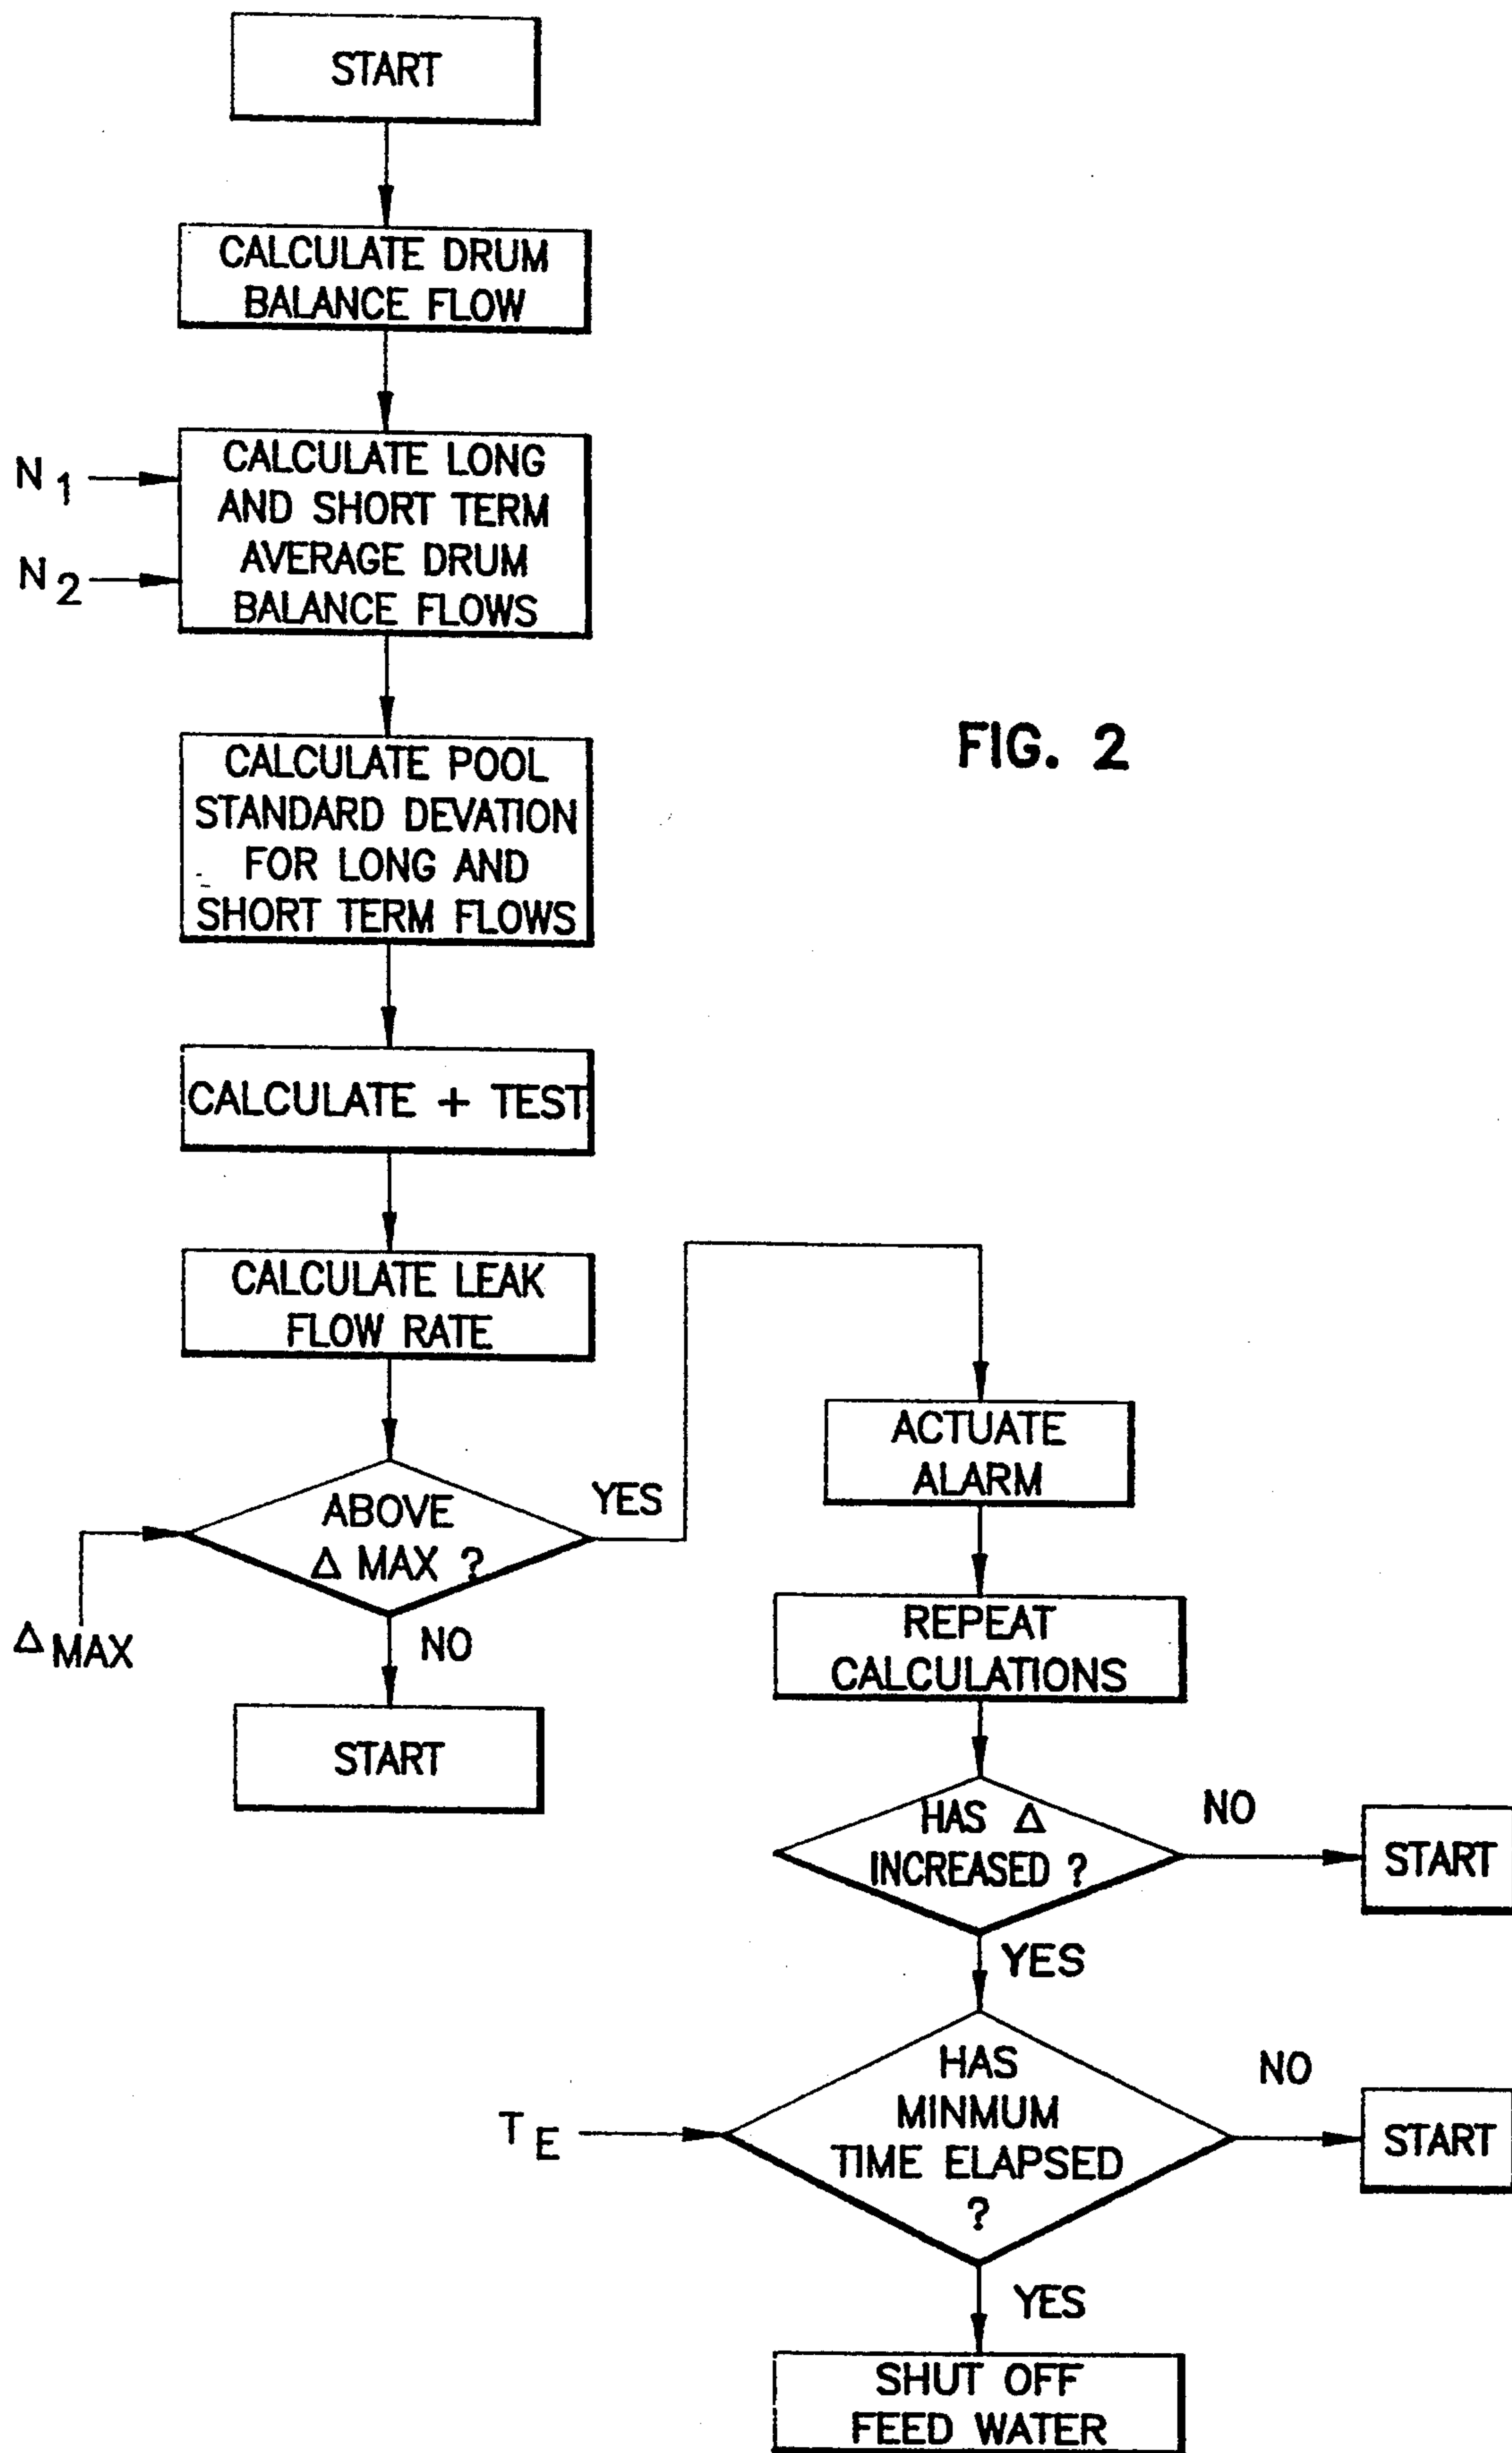 START
CALCULATE DRUM
BALANCE FLOW
N1
N2
CALCULATE LONG
AND SHORT TERM
AVERAGE DRUM
BALANCE FLOWS
CALCULATE POOL
STANDARD DEVATION
FOR LONG AND
SHORT TERM FLOWS
FIG. 2
CALCULATE + TEST
CALCULATE LEAK
FLOW RATE
ABOVE
Δ MAX ?
Δ MAX
YES
NO
START
ACTUATE
ALARM
REPEAT
CALCULATIONS
HAS Δ
INCREASED ?
NO
START
YES
TE
HAS
MINMUM
TIME ELAPSED
?
NO
START
YES
SHUT OFF
FEED WATER